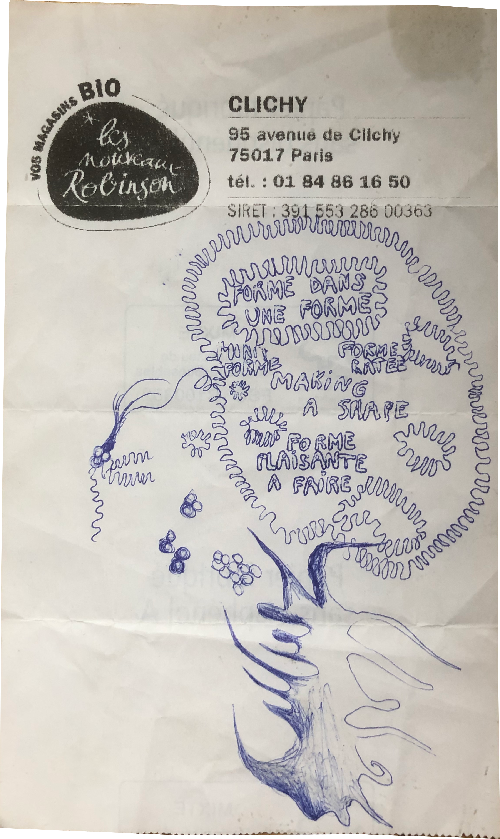 VOS MAGASINS BIO
les
nouveaux
Robinson
CLICHY
95 avenue de Clichy
75017 Paris
tél. : 01 84 86 16 50
SIRET : 391 553 286 00363
FORME DANS
UNE FORME
MINI
FORME
FORME
RATÉE
MAKING
A SHAPE
FORME
PLAISANTE
A FAIRE